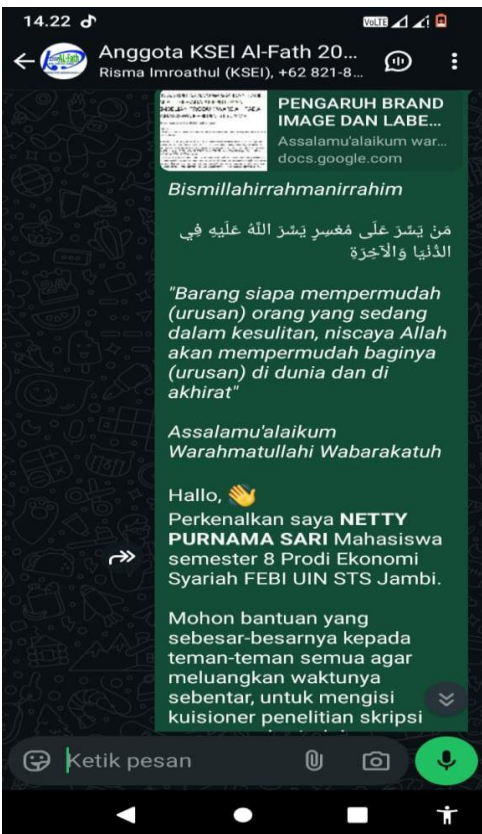 14.22
VoLTE
Anggota KSEI Al-Fath 20...
Risma Imroathul (KSEI), +62 821-8...
PENGARUH BRAND
IMAGE DAN LABE...
Assalamu'alaikum war...
docs.google.com
Bismillahirrahmanirrahim
مَنْ يَسَّرَ عَلَى مُعْسِرٍ يَسَّرَ اللَّهُ عَلَيْهِ فِي
الدُّنْيَا وَالْآخِرَةِ
"Barang siapa mempermudah
(urusan) orang yang sedang
dalam kesulitan, niscaya Allah
akan mempermudah baginya
(urusan) di dunia dan di
akhirat"
Assalamu'alaikum
Warahmatullahi Wabarakatuh
Hallo, 👋
Perkenalkan saya NETTY
PURNAMA SARI Mahasiswa
semester 8 Prodi Ekonomi
Syariah FEBI UIN STS Jambi.
Mohon bantuan yang
sebesar-besarnya kepada
teman-teman semua agar
meluangkan waktunya
sebentar, untuk mengisi
kuisioner penelitian skripsi
Ketik pesan